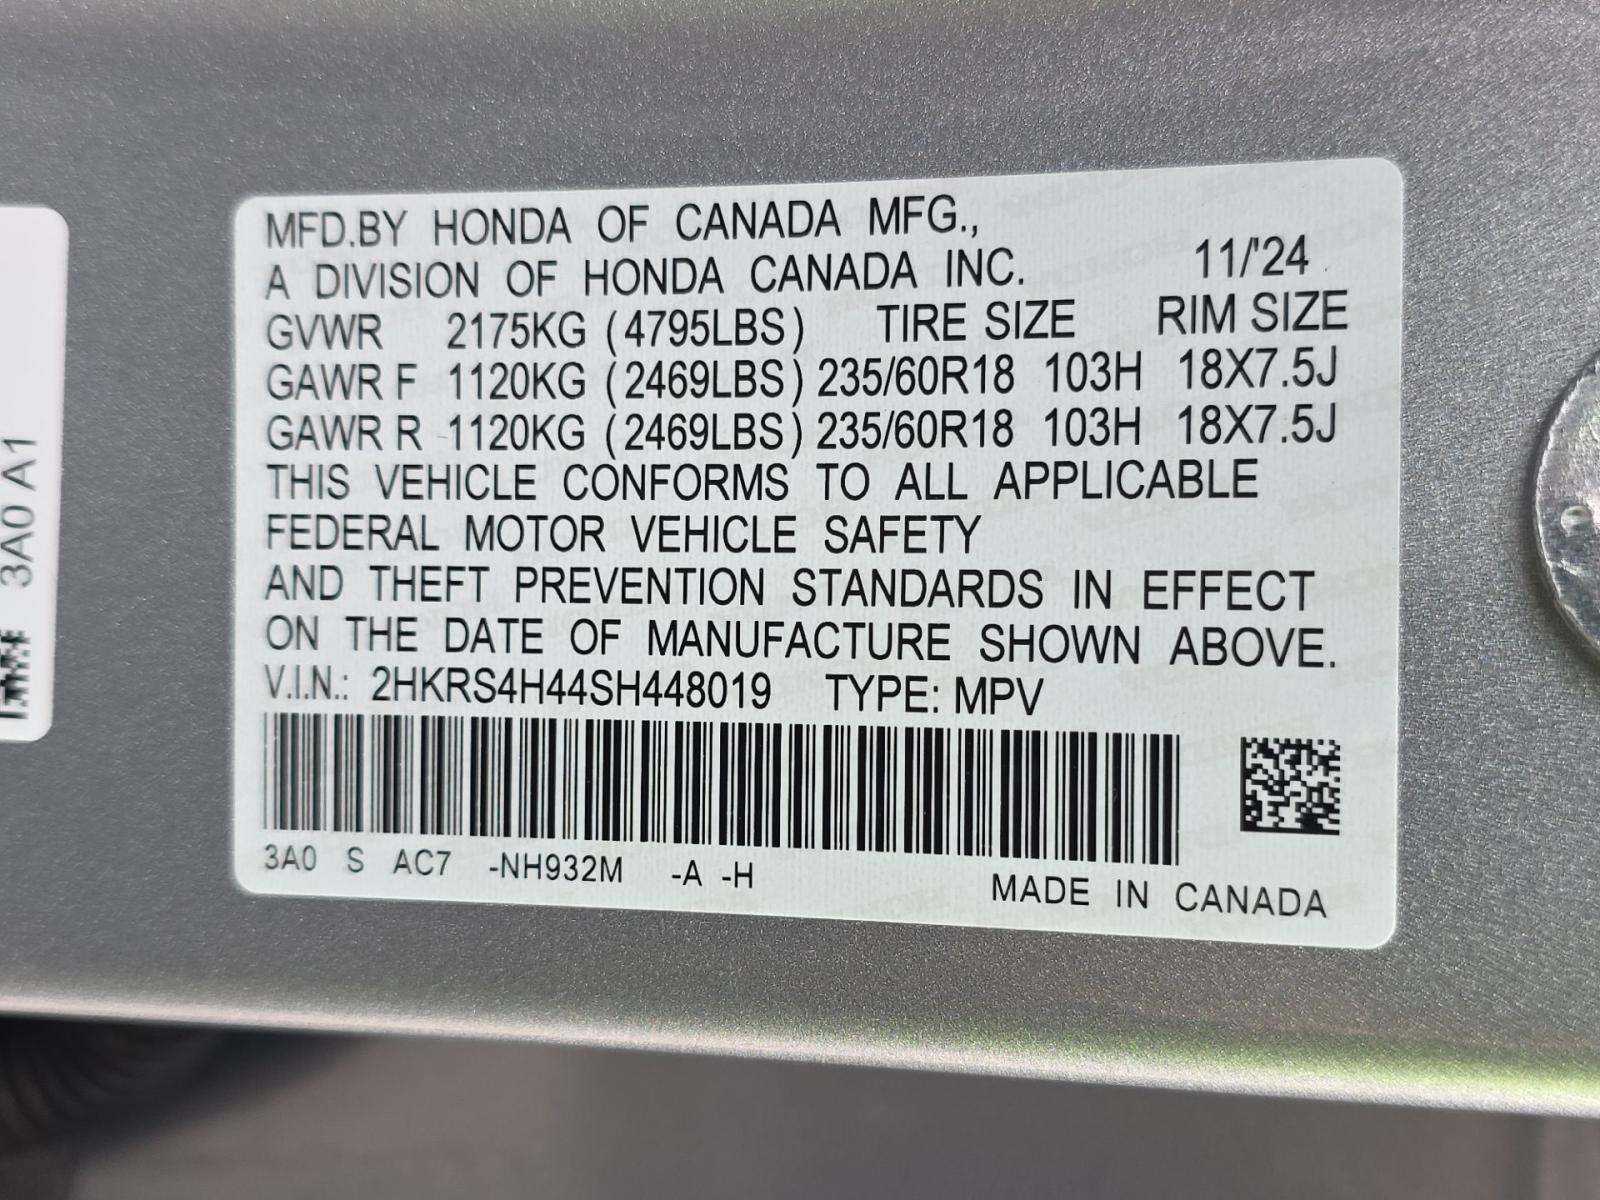 MFD.BY HONDA OF CANADA MFG.,
A DIVISION OF HONDA CANADA INC. 11/'24
GVWR 2175KG (4795LBS) TIRE SIZE RIM SIZE
GAWR F 1120KG (2469LBS) 235/60R18 103H 18X7.5J
GAWR R 1120KG (2469LBS) 235/60R18 103H 18X7.5J
THIS VEHICLE CONFORMS TO ALL APPLICABLE
FEDERAL MOTOR VEHICLE SAFETY
AND THEFT PREVENTION STANDARDS IN EFFECT
ON THE DATE OF MANUFACTURE SHOWN ABOVE.
V.I.N.: 2HKRS4H44SH448019 TYPE: MPV
3A0 S AC7 -NH932M -A -H
MADE IN CANADA
3A0 A1